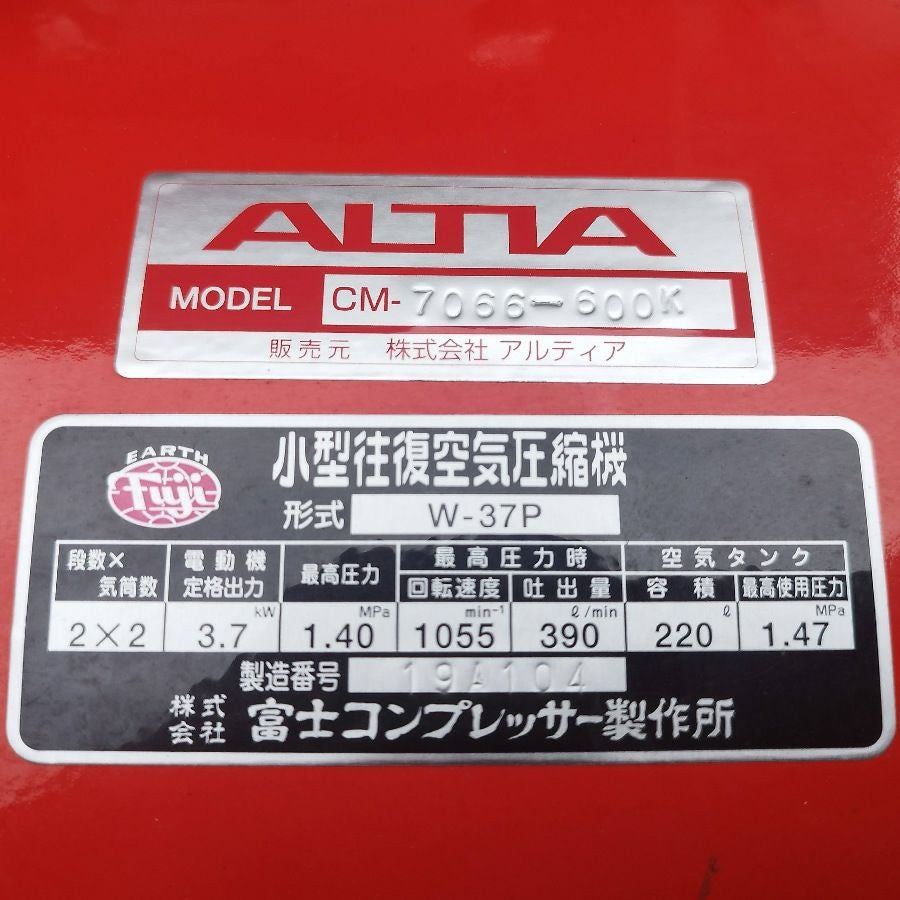 ALTIA
MODEL CM-7066-600K
販売元 株式会社 アルティア
EARTH
Fuji
小型往復空気圧縮機
形式 W-37P
段数×気筒数 電動機定格出力 最高圧力 最高圧力時 空気タンク
回転速度 吐出量 容積 最高使用圧力
2×2 3.7 kW 1.40 MPa 1055 min⁻¹ 390 ℓ/min 220 ℓ 1.47 MPa
製造番号 19A104
株式会社 富士コンプレッサー製作所